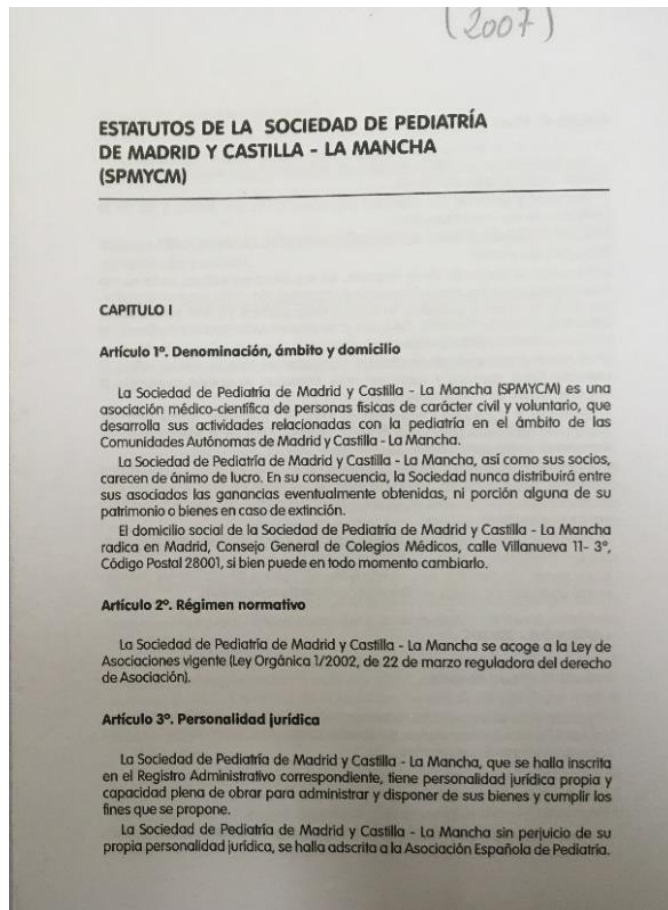 (2007)
ESTATUTOS DE LA SOCIEDAD DE PEDIATRÍA
DE MADRID Y CASTILLA - LA MANCHA
(SPMYCM)
CAPITULO I
Artículo 1º. Denominación, ámbito y domicilio
La Sociedad de Pediatría de Madrid y Castilla - La Mancha (SPMYCM) es una
asociación médico-científica de personas físicas de carácter civil y voluntario, que
desarrolla sus actividades relacionadas con la pediatría en el ámbito de las
Comunidades Autónomas de Madrid y Castilla - La Mancha.
La Sociedad de Pediatría de Madrid y Castilla - La Mancha, así como sus socios,
carecen de ánimo de lucro. En su consecuencia, la Sociedad nunca distribuirá entre
sus asociados las ganancias eventualmente obtenidas, ni porción alguna de su
patrimonio o bienes en caso de extinción.
El domicilio social de la Sociedad de Pediatría de Madrid y Castilla - La Mancha
radica en Madrid, Consejo General de Colegios Médicos, calle Villanueva 11- 3º,
Código Postal 28001, si bien puede en todo momento cambiarlo.
Artículo 2º. Régimen normativo
La Sociedad de Pediatría de Madrid y Castilla - La Mancha se acoge a la Ley de
Asociaciones vigente (Ley Orgánica 1/2002, de 22 de marzo reguladora del derecho
de Asociación).
Artículo 3º. Personalidad jurídica
La Sociedad de Pediatría de Madrid y Castilla - La Mancha, que se halla inscrita
en el Registro Administrativo correspondiente, tiene personalidad jurídica propia y
capacidad plena de obrar para administrar y disponer de sus bienes y cumplir los
fines que se propone.
La Sociedad de Pediatría de Madrid y Castilla - La Mancha sin perjuicio de su
propia personalidad jurídica, se halla adscrita a la Asociación Española de Pediatría.